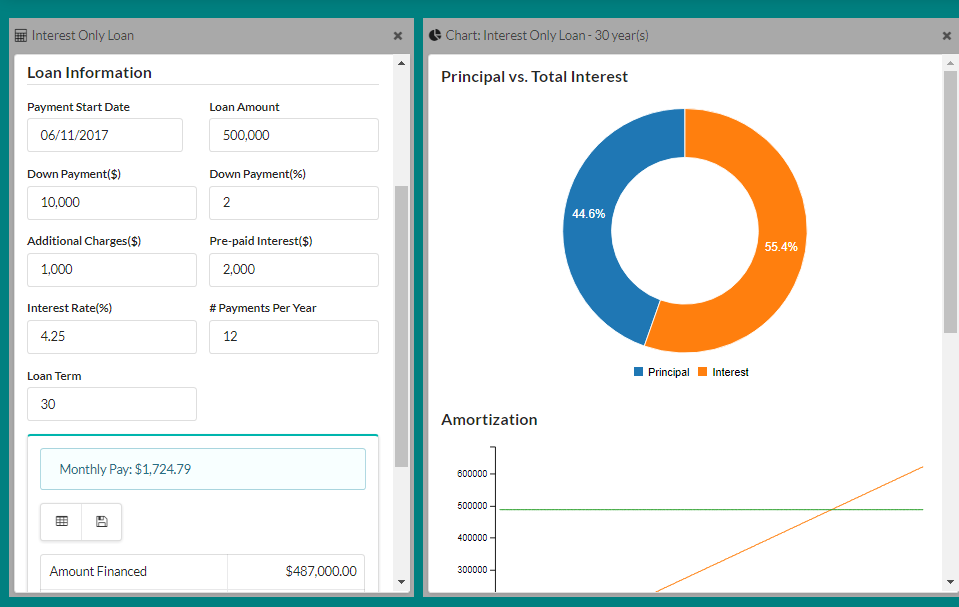 Interest Only Loan
Loan Information
Payment Start Date Loan Amount
06/11/2017 500,000
Down Payment($) Down Payment(%)
10,000 2
Additional Charges($) Pre-paid Interest($)
1,000 2,000
Interest Rate(%) # Payments Per Year
4.25 12
Loan Term
30
Monthly Pay: $1,724.79
Amount Financed $487,000.00
Chart: Interest Only Loan - 30 year(s)
Principal vs. Total Interest
44.6%
55.4%
Principal Interest
Amortization
600000
500000
400000
300000